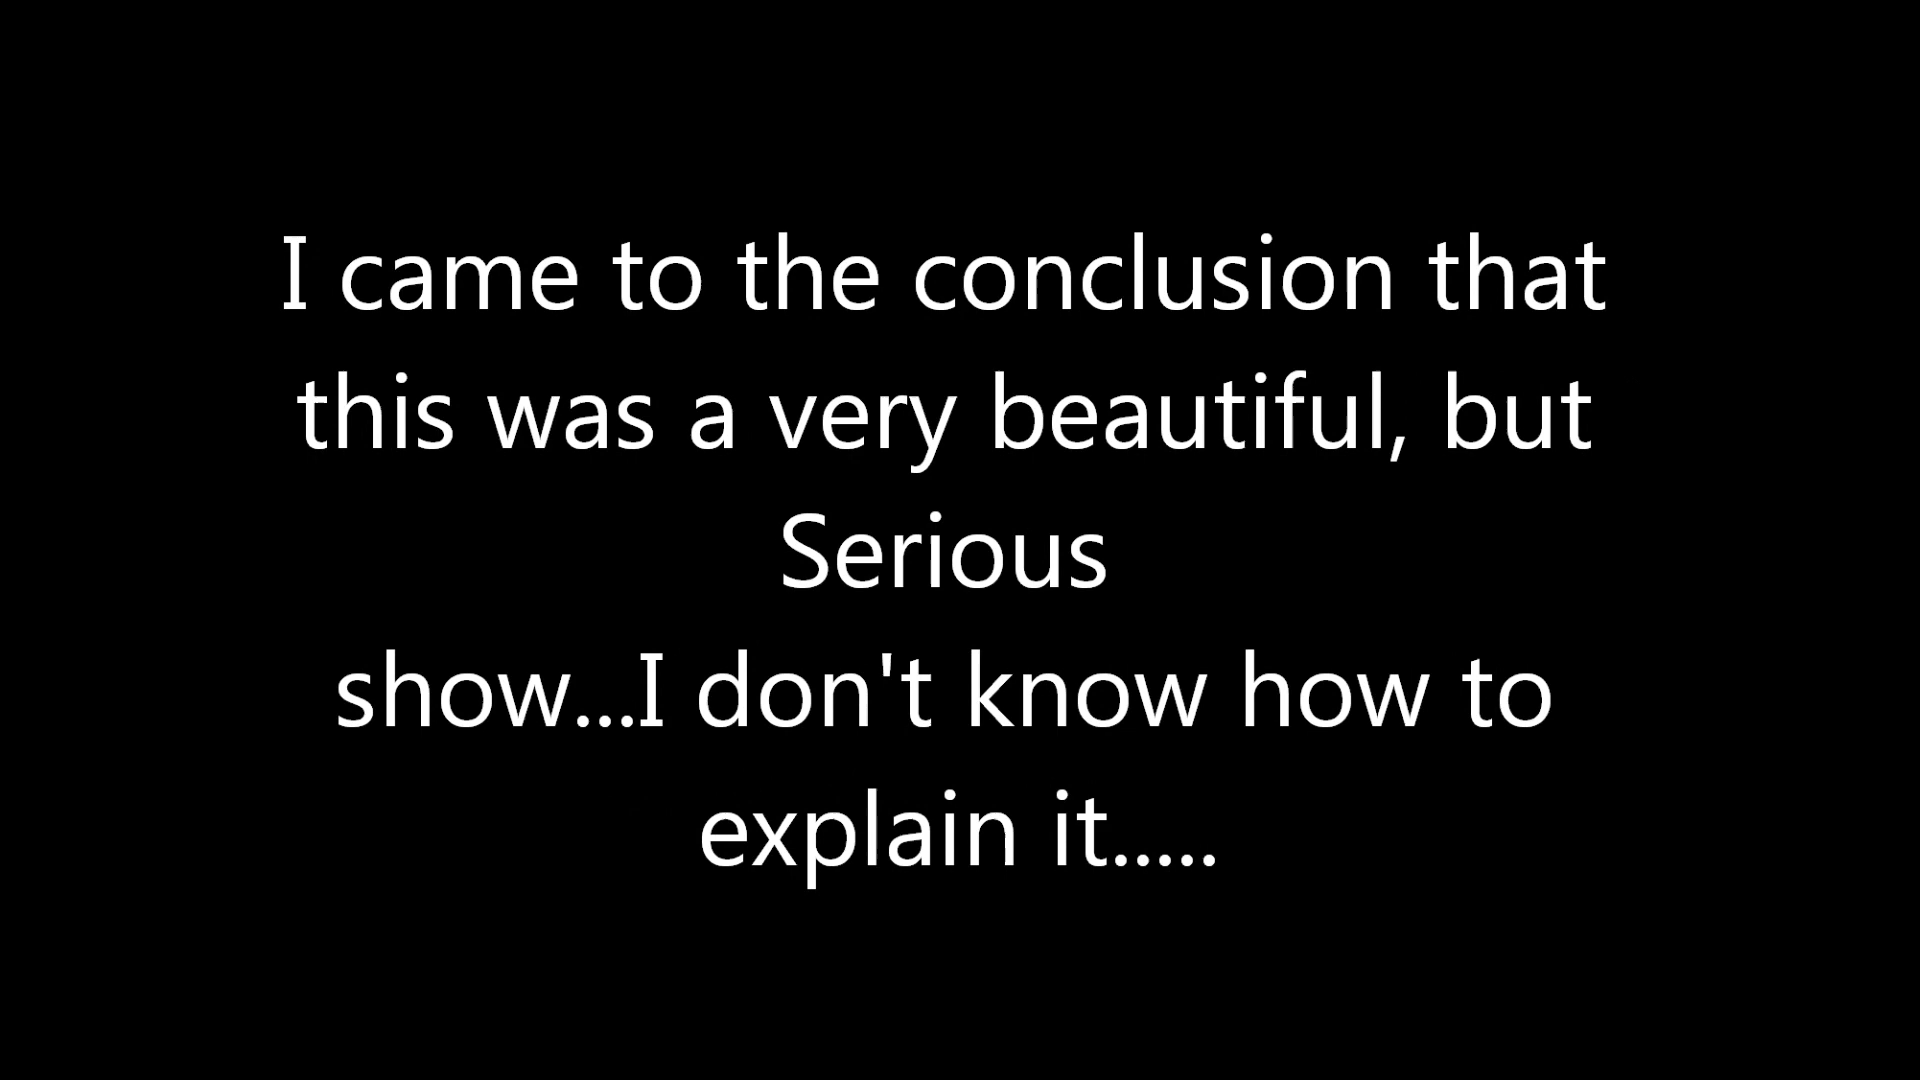 I came to the conclusion that
this was a very beautiful, but
Serious
show...I don't know how to
explain it.....